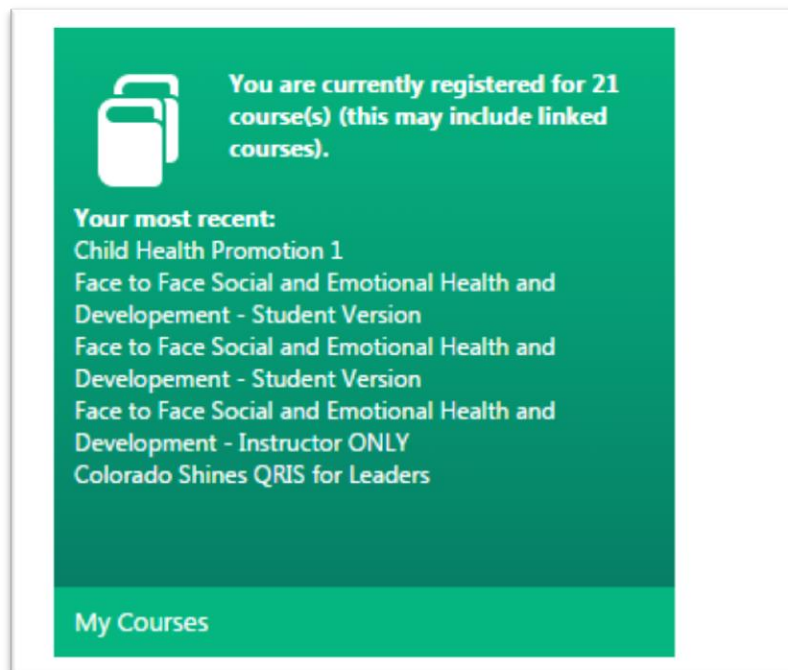 You are currently registered for 21
course(s) (this may include linked
courses).
Your most recent:
Child Health Promotion 1
Face to Face Social and Emotional Health and
Developement - Student Version
Face to Face Social and Emotional Health and
Developement - Student Version
Face to Face Social and Emotional Health and
Development - Instructor ONLY
Colorado Shines QRIS for Leaders
My Courses